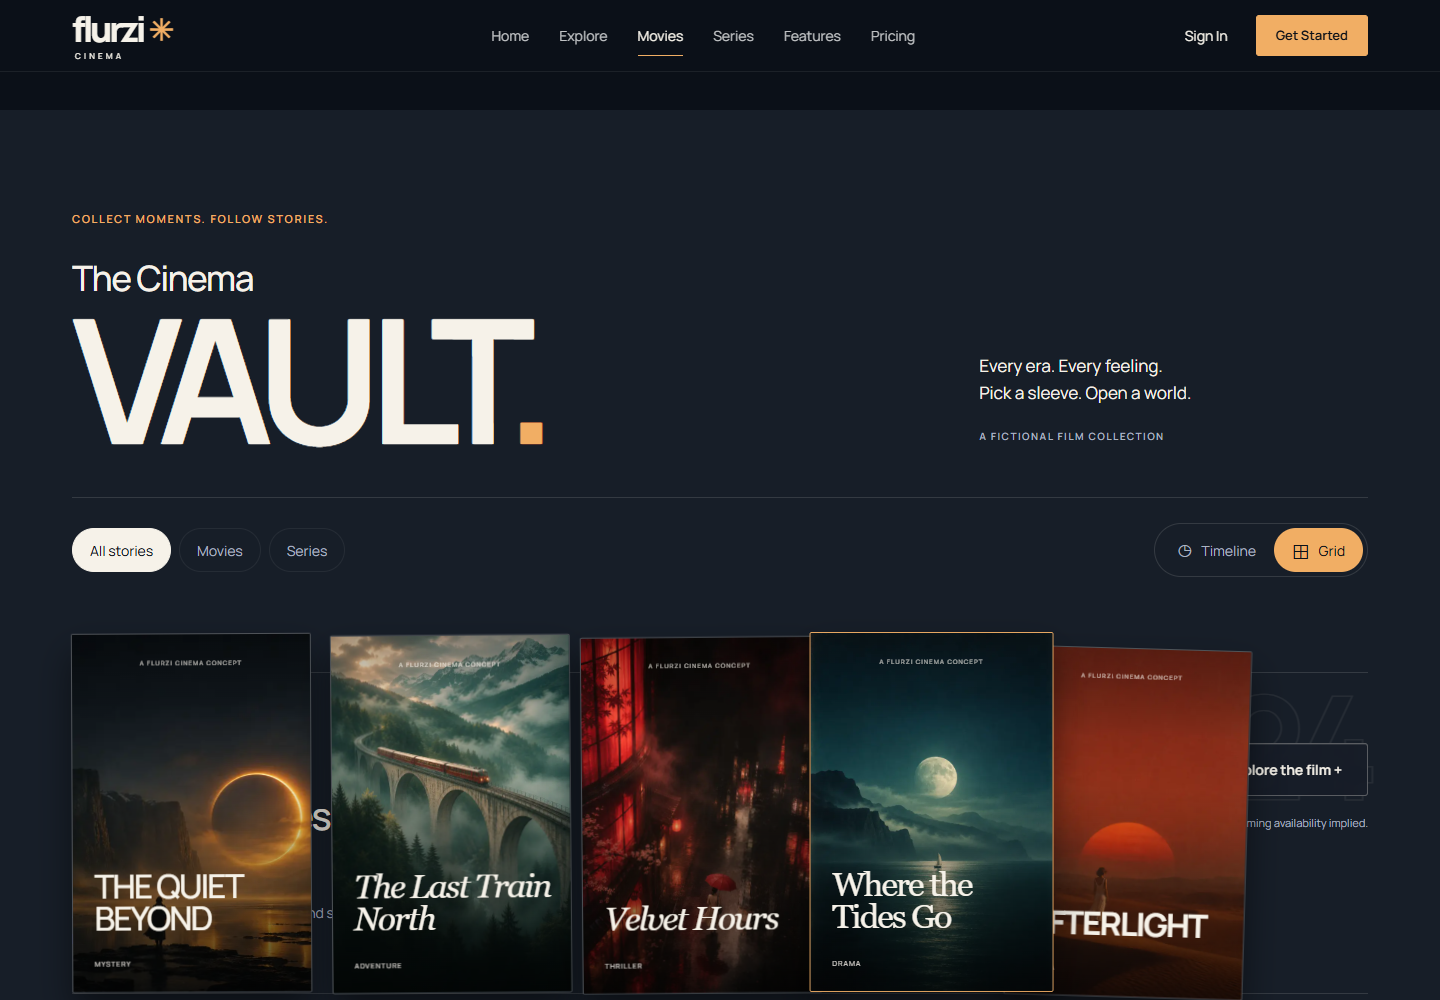 flurzi
CINEMA
Home
Explore
Movies
Series
Features
Pricing
Sign In
Get Started
COLLECT MOMENTS. FOLLOW STORIES.
The Cinema
VAULT.
Every era. Every feeling.
Pick a sleeve. Open a world.
A FICTIONAL FILM COLLECTION
All stories
Movies
Series
Timeline
Grid
A FLURZI CINEMA CONCEPT
THE QUIET
BEYOND
MYSTERY
A FLURZI CINEMA CONCEPT
The Last Train
North
ADVENTURE
A FLURZI CINEMA CONCEPT
Velvet Hours
THRILLER
A FLURZI CINEMA CONCEPT
Where the
Tides Go
DRAMA
A FLURZI CINEMA CONCEPT
FTERLIGHT
lore the film +
ming availability implied.